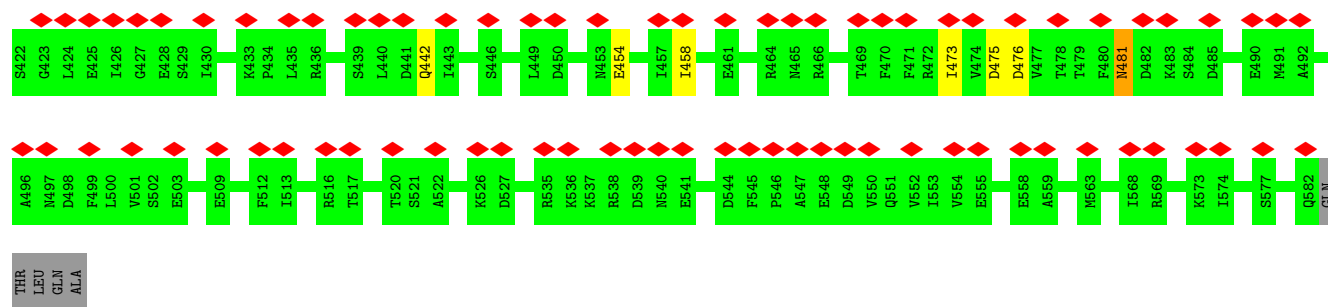 S422 G423 L424 E425 I426 G427 E428 S429 I430 K433 P434 L435 R436 S439 L440 D441 Q442 I443 S446 L449 D450 N453 E454 I457 I458 E461 R464 N465 R466 T469 F470 F471 R472 I473 V474 D475 D476 V477 T478 T479 F480 N481 D482 K483 S484 D485 E490 M491 A492
A496 N497 D498 F499 L500 V501 S502 E503 E509 F512 I513 R516 T517 T520 S521 A522 K526 D527 R535 K536 K537 R538 D539 N540 E541 D544 F545 P546 A547 E548 D549 V550 Q551 V552 I553 V554 E555 E558 A559 M563 I568 R569 K573 I574 S577 Q582 GLN
THR LEU GLN ALA